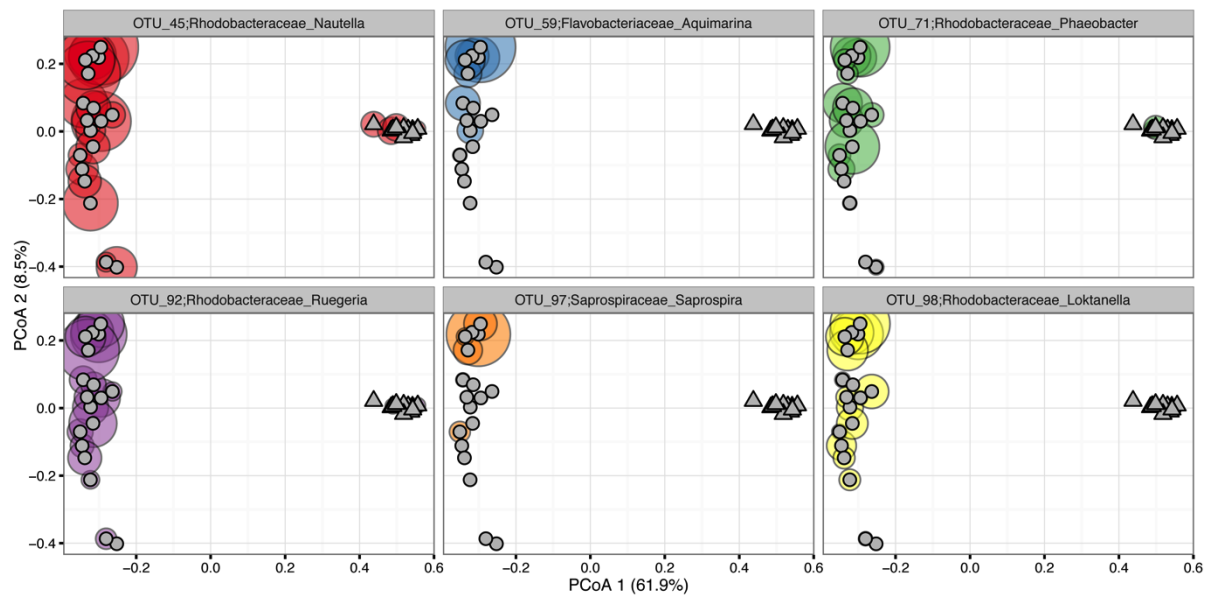 OTU_45;Rhodobacteraceae_Nautella OTU_59;Flavobacteriaceae_Aquimarina OTU_71;Rhodobacteraceae_Phaeobacter
0.2
0.0
−0.2
−0.4
OTU_92;Rhodobacteraceae_Ruegeria OTU_97;Saprospiraceae_Saprospira OTU_98;Rhodobacteraceae_Loktanella
0.2
0.0
−0.2
−0.4
PCoA 2 (8.5%)
−0.2 0.0 0.2 0.4 0.6 −0.2 0.0 0.2 0.4 0.6 −0.2 0.0 0.2 0.4 0.6
PCoA 1 (61.9%)